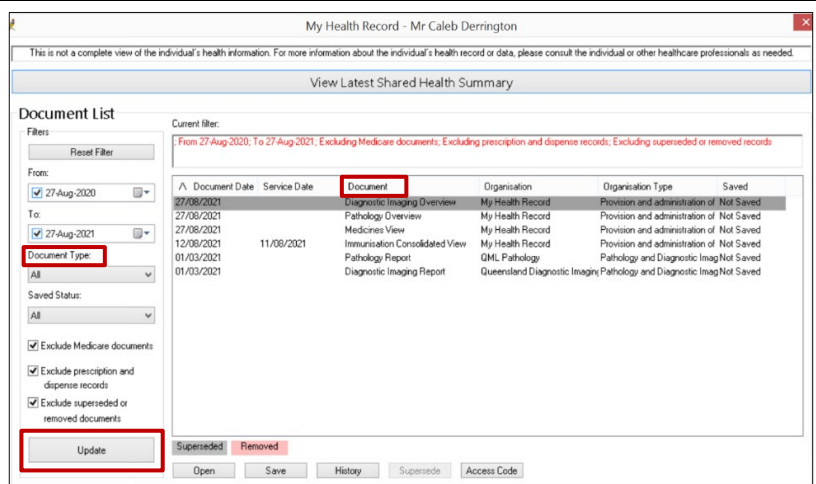 My Health Record - Mr Caleb Derrington
This is not a complete view of the individual's health information. For more information about the individual's health record or data, please consult the individual or other healthcare professionals as needed.
View Latest Shared Health Summary
Document List
Filters
Reset Filter
From:
27-Aug-2020
To:
27-Aug-2021
Document Type:
All
Saved Status:
All
Exclude Medicare documents
Exclude prescription and
dispense records
Exclude superseded or
removed documents
Update
Current filter:
; From 27-Aug-2020; To 27-Aug-2021; Excluding Medicare documents; Excluding prescription and dispense records; Excluding superseded or removed records
Document Date Service Date Document Organisation Organisation Type Saved
27/08/2021 Diagnostic Imaging Overview My Health Record Provision and administration of Not Saved
27/08/2021 Pathology Overview My Health Record Provision and administration of Not Saved
27/08/2021 Medicines View My Health Record Provision and administration of Not Saved
12/08/2021 11/08/2021 Immunisation Consolidated View My Health Record Provision and administration of Not Saved
01/03/2021 Pathology Report QML Pathology Pathology and Diagnostic Imag Not Saved
01/03/2021 Diagnostic Imaging Report Queensland Diagnostic Imaging Pathology and Diagnostic Imag Not Saved
Superseded Removed
Open Save History Supersede Access Code